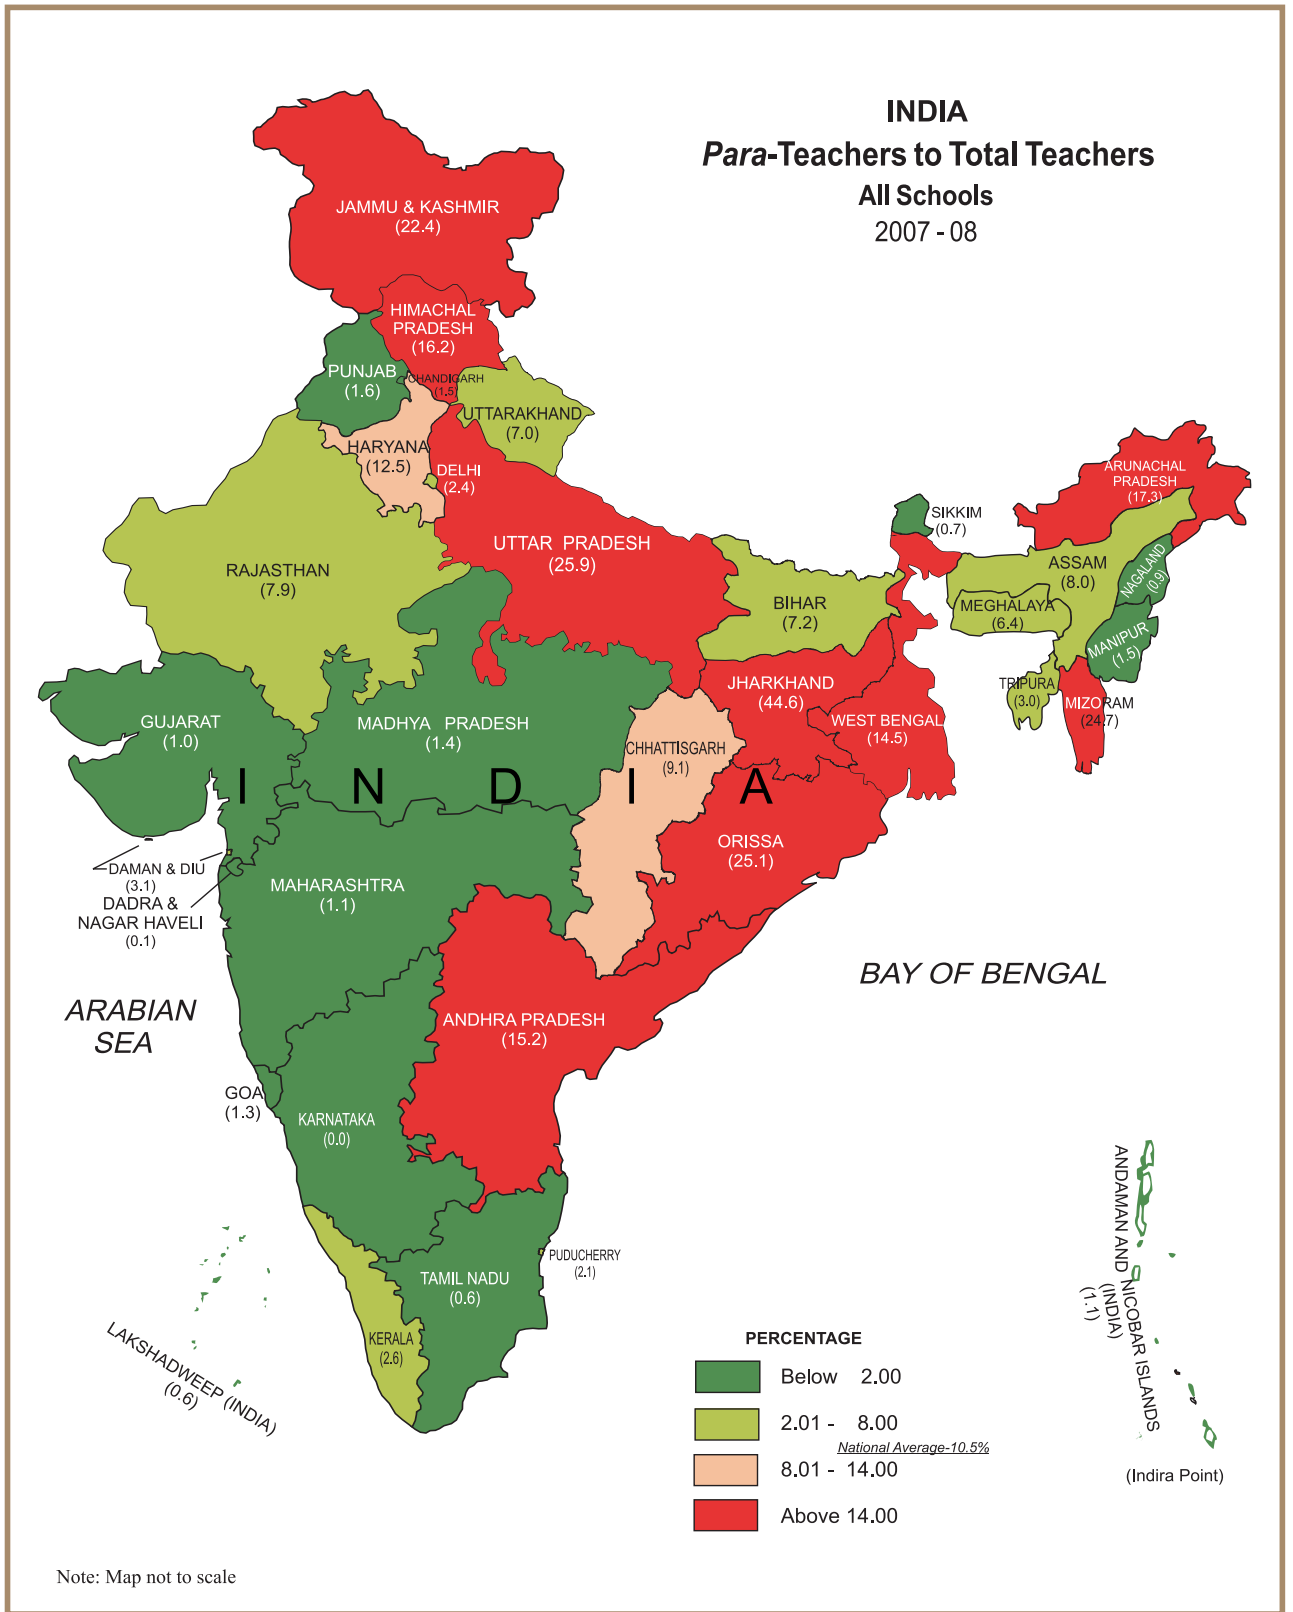 INDIA
Para-Teachers to Total Teachers
All Schools
2007 - 08
JAMMU & KASHMIR
(22.4)
HIMACHAL
PRADESH
(16.2)
PUNJAB
(1.6)
CHANDIGARH
(1.5)
UTTARAKHAND
(7.0)
HARYANA
(12.5)
DELHI
(2.4)
ARUNACHAL
PRADESH
(17.3)
SIKKIM
(0.7)
UTTAR PRADESH
(25.9)
RAJASTHAN
(7.9)
ASSAM
(8.0)
NAGALAND
(0.9)
BIHAR
(7.2)
MEGHALAYA
(6.4)
MANIPUR
(1.5)
TRIPURA
(3.0)
MIZORAM
(24.7)
JHARKHAND
(44.6)
WEST BENGAL
(14.5)
GUJARAT
(1.0)
MADHYA PRADESH
(1.4)
CHHATTISGARH
(9.1)
I N D I A
ORISSA
(25.1)
DAMAN & DIU
(3.1)
DADRA &
NAGAR HAVELI
(0.1)
MAHARASHTRA
(1.1)
BAY OF BENGAL
ARABIAN
SEA
ANDHRA PRADESH
(15.2)
GOA
(1.3)
KARNATAKA
(0.0)
PUDUCHERRY
(2.1)
TAMIL NADU
(0.6)
KERALA
(2.6)
LAKSHADWEEP (INDIA)
(0.6)
ANDAMAN AND NICOBAR ISLANDS
(INDIA)
(1.1)
(Indira Point)
PERCENTAGE
Below 2.00
2.01 - 8.00
National Average-10.5%
8.01 - 14.00
Above 14.00
Note: Map not to scale